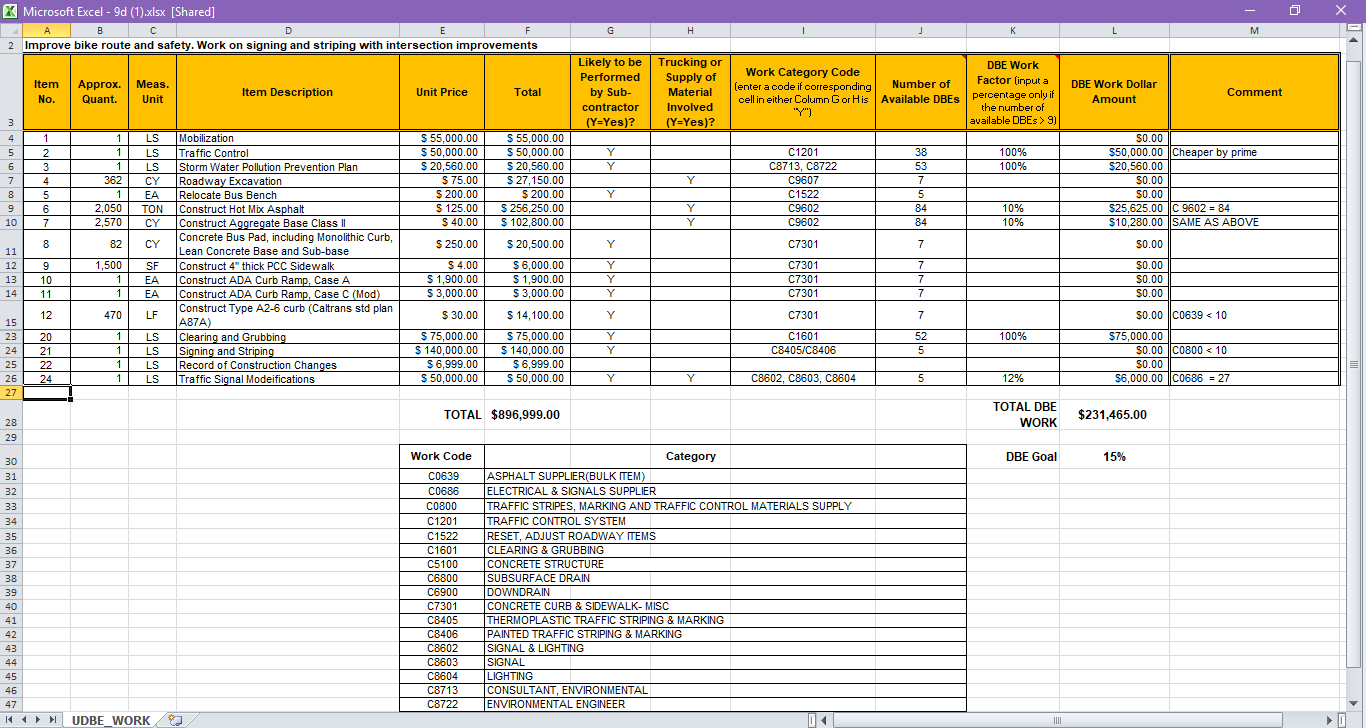 Microsoft Excel - 9d (1).xlsx [Shared]
A B C D E F G H I J K L M
2 Improve bike route and safety. Work on signing and striping with intersection improvements
3 Item No. Approx. Quant. Meas. Unit Item Description Unit Price Total Likely to be Performed by Sub-contractor (Y=Yes)? Trucking or Supply of Material Involved (Y=Yes)? Work Category Code (enter a code if corresponding cell in either Column G or H is "Y") Number of Available DBEs DBE Work Factor (input a percentage only if the number of available DBEs > 9) DBE Work Dollar Amount Comment
4 1 1 LS Mobilization $ 55,000.00 $ 55,000.00 $0.00
5 2 1 LS Traffic Control $ 50,000.00 $ 50,000.00 Y C1201 38 100% $50,000.00 Cheaper by prime
6 3 1 LS Storm Water Pollution Prevention Plan $ 20,560.00 $ 20,560.00 Y C8713, C8722 53 100% $20,560.00
7 4 362 CY Roadway Excavation $ 75.00 $ 27,150.00 Y C9607 7 $0.00
8 5 1 EA Relocate Bus Bench $ 200.00 $ 200.00 Y C1522 5 $0.00
9 6 2,050 TON Construct Hot Mix Asphalt $ 125.00 $ 256,250.00 Y C9602 84 10% $25,625.00 C 9602 = 84
10 7 2,570 CY Construct Aggregate Base Class II $ 40.00 $ 102,800.00 Y C9602 84 10% $10,280.00 SAME AS ABOVE
11 8 82 CY Concrete Bus Pad, including Monolithic Curb, Lean Concrete Base and Sub-base $ 250.00 $ 20,500.00 Y C7301 7 $0.00
12 9 1,500 SF Construct 4" thick PCC Sidewalk $ 4.00 $ 6,000.00 Y C7301 7 $0.00
13 10 1 EA Construct ADA Curb Ramp, Case A $ 1,900.00 $ 1,900.00 Y C7301 7 $0.00
14 11 1 EA Construct ADA Curb Ramp, Case C (Mod) $ 3,000.00 $ 3,000.00 Y C7301 7 $0.00
15 12 470 LF Construct Type A2-6 curb (Caltrans std plan A87A) $ 30.00 $ 14,100.00 Y C7301 7 $0.00 C0639 < 10
23 20 1 LS Clearing and Grubbing $ 75,000.00 $ 75,000.00 Y C1601 52 100% $75,000.00
24 21 1 LS Signing and Striping $ 140,000.00 $ 140,000.00 Y C8405/C8406 5 $0.00 C0800 < 10
25 22 1 LS Record of Construction Changes $ 6,999.00 $ 6,999.00 $0.00
26 24 1 LS Traffic Signal Modeifications $ 50,000.00 $ 50,000.00 Y Y C8602, C8603, C8604 5 12% $6,000.00 C0686 = 27
27
28 TOTAL $896,999.00 TOTAL DBE WORK $231,465.00
29
30 Work Code Category DBE Goal 15%
31 C0639 ASPHALT SUPPLIER(BULK ITEM)
32 C0686 ELECTRICAL & SIGNALS SUPPLIER
33 C0800 TRAFFIC STRIPES, MARKING AND TRAFFIC CONTROL MATERIALS SUPPLY
34 C1201 TRAFFIC CONTROL SYSTEM
35 C1522 RESET, ADJUST ROADWAY ITEMS
36 C1601 CLEARING & GRUBBING
37 C5100 CONCRETE STRUCTURE
38 C6800 SUBSURFACE DRAIN
39 C6900 DOWNDRAIN
40 C7301 CONCRETE CURB & SIDEWALK- MISC
41 C8405 THERMOPLASTIC TRAFFIC STRIPING & MARKING
42 C8406 PAINTED TRAFFIC STRIPING & MARKING
43 C8602 SIGNAL & LIGHTING
44 C8603 SIGNAL
45 C8604 LIGHTING
46 C8713 CONSULTANT, ENVIRONMENTAL
47 C8722 ENVIRONMENTAL ENGINEER
UDBE_WORK